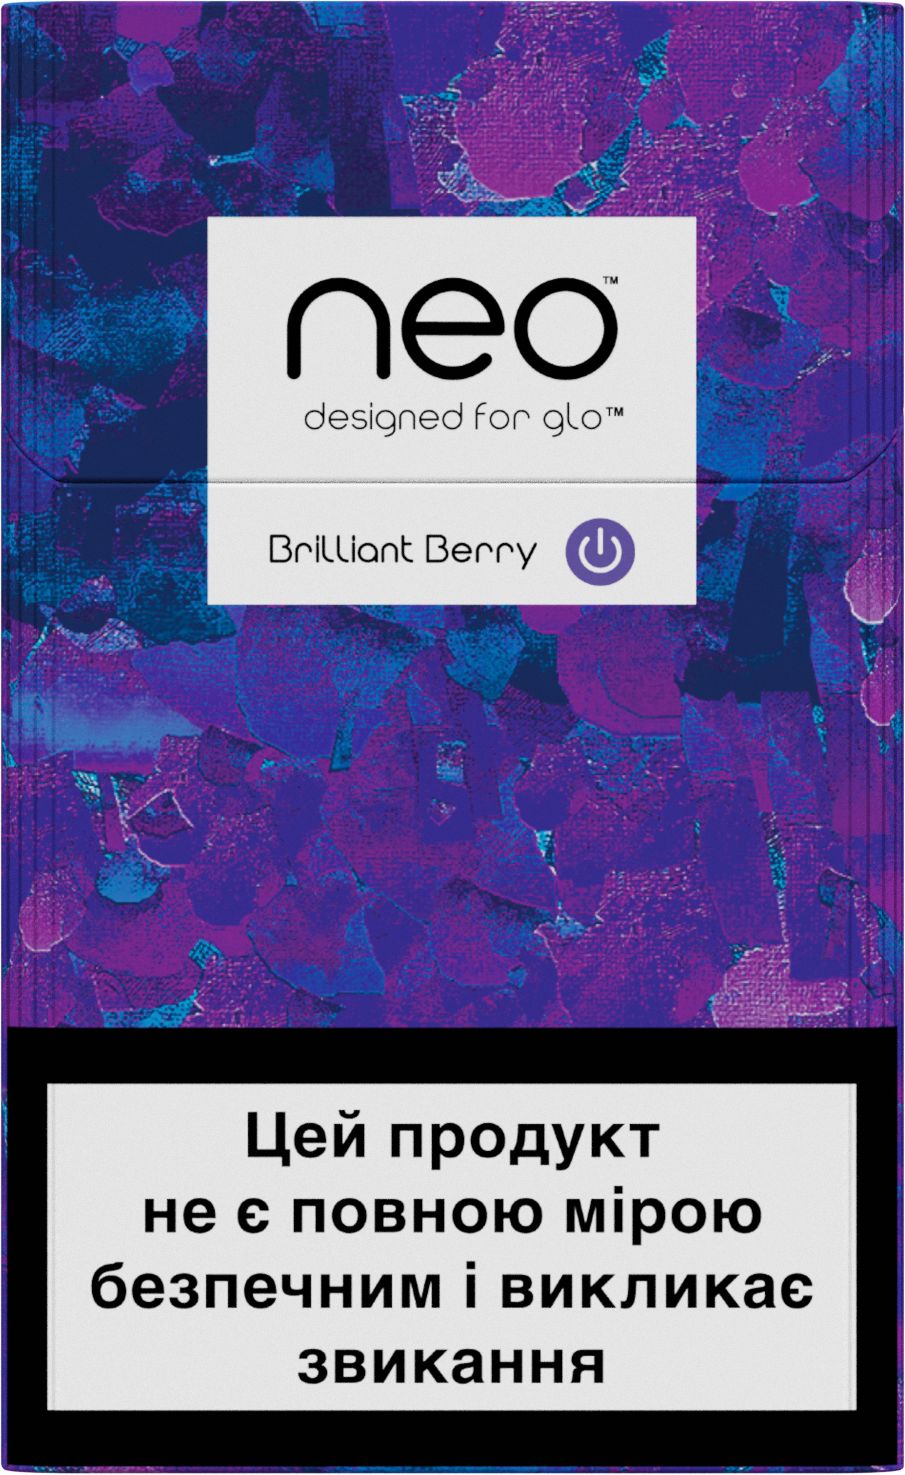 neo™
designed for glo™
Brilliant Berry
Цей продукт
не є повною мірою
безпечним і викликає
звикання